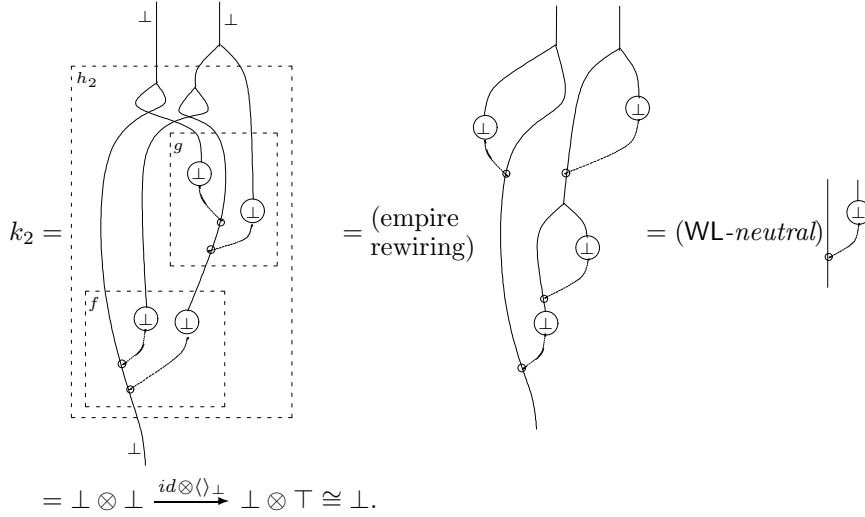 ⊥ ⊥
h₂
⊥
g
⊥ ⊥
⊥
k₂ = = (empire rewiring) ⊥ = (WL-neutral) ⊥
f
⊥ ⊥ ⊥
⊥
= ⊥ ⊗ ⊥ —id⊗⟨⟩⊥→ ⊥ ⊗ ⊤ ≅ ⊥.